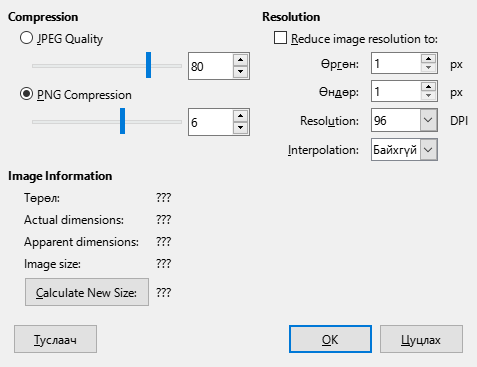 Compression
JPEG Quality
80
PNG Compression
6
Resolution
Reduce image resolution to:
Өргөн: 1 px
Өндөр: 1 px
Resolution: 96 DPI
Interpolation: Байхгүй
Image Information
Төрөл: ???
Actual dimensions: ???
Apparent dimensions: ???
Image size: ???
Calculate New Size: ???
Туслаач OK Цуцлах